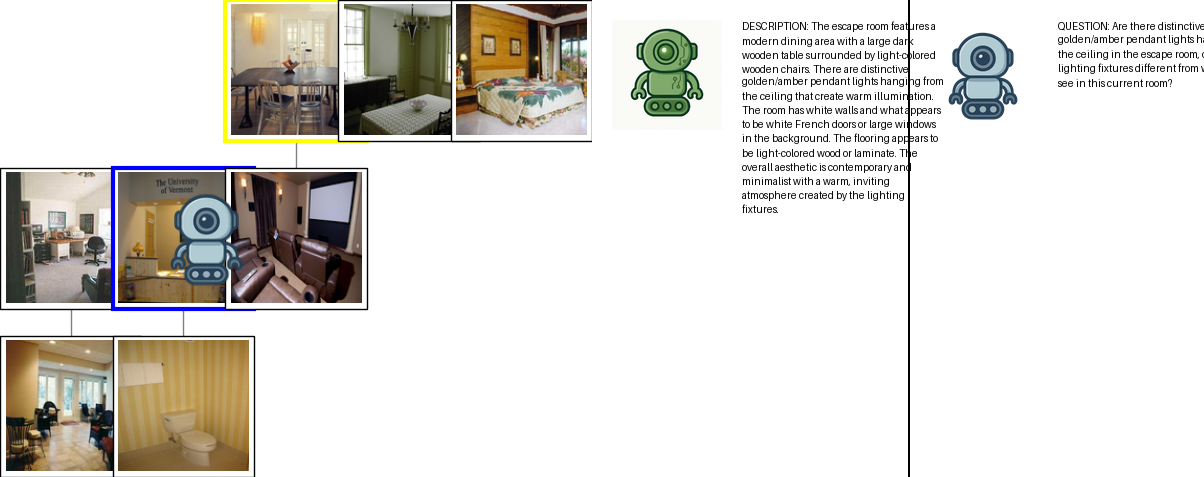 The University
of Vermont
DESCRIPTION: The escape room features a
modern dining area with a large dark
wooden table surrounded by light-colored
wooden chairs. There are distinctive
golden/amber pendant lights hanging from
the ceiling that create warm illumination.
The room has white walls and what appears
to be white French doors or large windows
in the background. The flooring appears to
be light-colored wood or laminate. The
overall aesthetic is contemporary and
minimalist with a warm, inviting
atmosphere created by the lighting
fixtures.
QUESTION: Are there distinctive
golden/amber pendant lights ha
the ceiling in the escape room,
lighting fixtures different from
see in this current room?